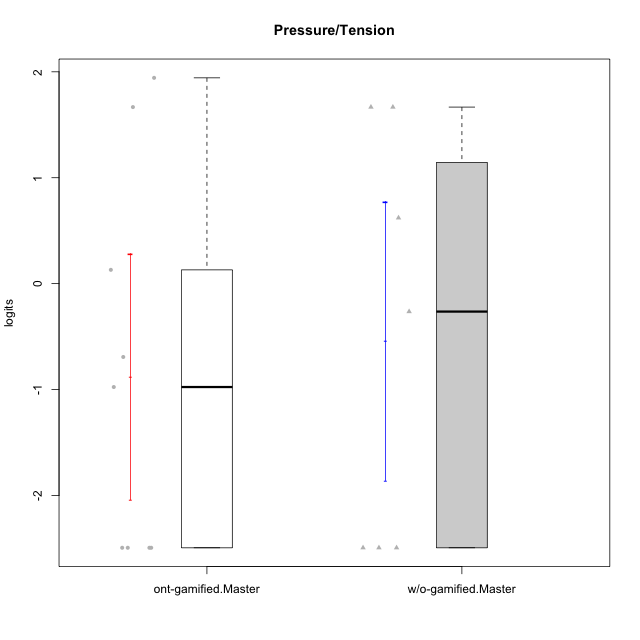 Pressure/Tension
2
1
0
-1
-2
logits
ont-gamified.Master
w/o-gamified.Master